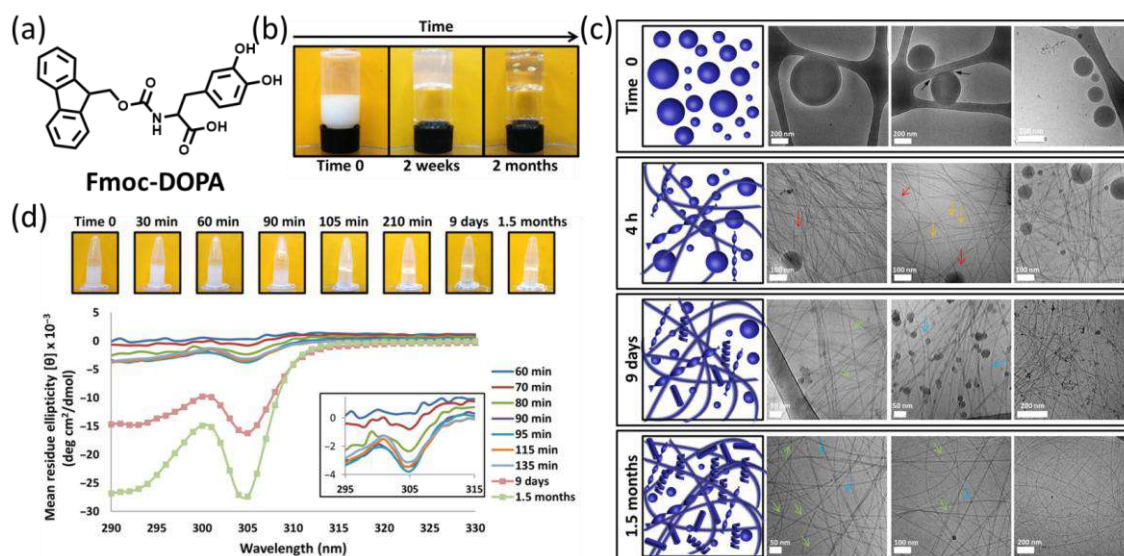 (a)
OH
OH
O
O
N
H
OH
O
Fmoc-DOPA
(b)
Time
Time 0
2 weeks
2 months
(c)
Time 0
200 nm
200 nm
200 nm
4 h
100 nm
100 nm
100 nm
9 days
50 nm
50 nm
200 nm
1.5 months
50 nm
100 nm
200 nm
(d)
Time 0 30 min 60 min 90 min 105 min 210 min 9 days 1.5 months
Mean residue ellipticity [θ] x 10⁻³
(deg cm²/dmol)
5
0
−5
−10
−15
−20
−25
−30
290 295 300 305 310 315 320 325 330
Wavelength (nm)
0
−2
−4
295 305 315
60 min
70 min
80 min
90 min
95 min
115 min
135 min
9 days
1.5 months